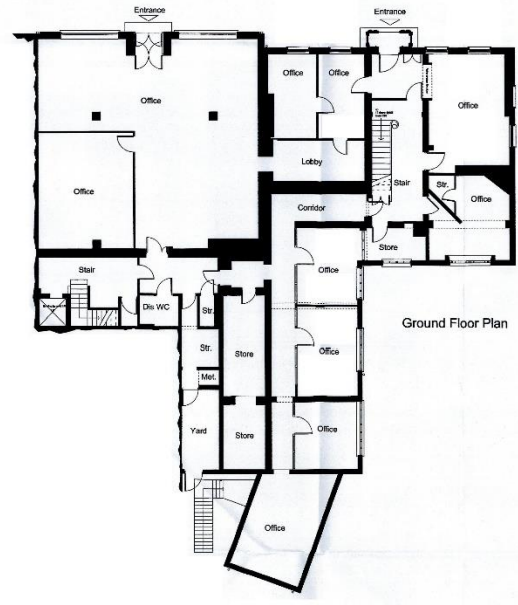 Entrance
Entrance
Office
Office
Office
Office
Office
Lobby
Stair
Str.
Office
Corridor
Store
Stair
Office
Dis WC
Str.
Office
Ground Floor Plan
Str.
Store
Met.
Yard
Store
Office
Office